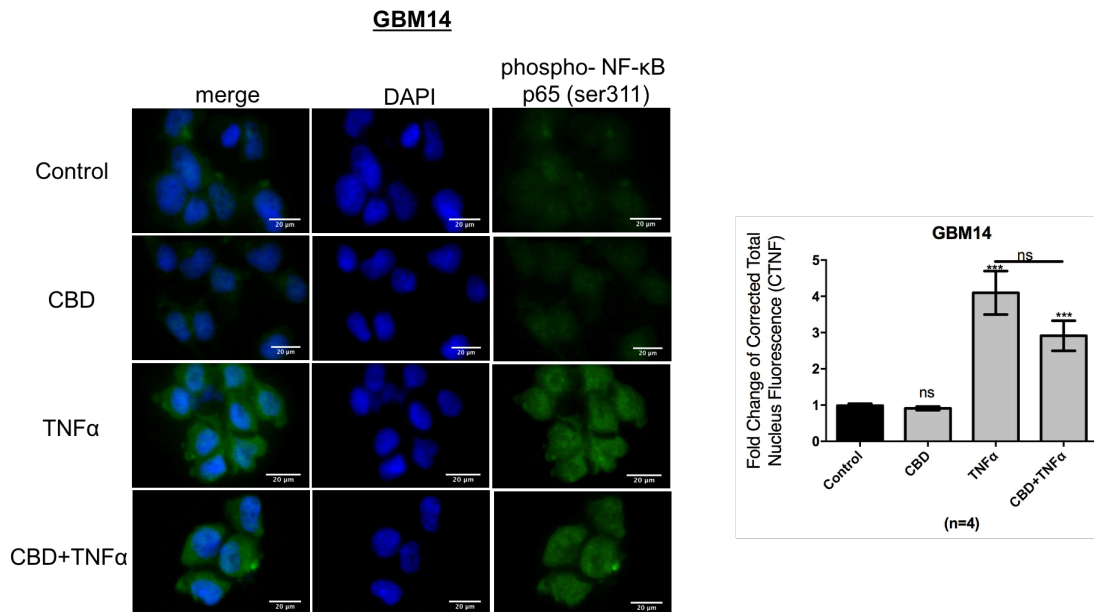 GBM14
merge
DAPI
phospho- NF-κB
p65 (ser311)
Control
20 µm
20 µm
20 µm
CBD
20 µm
20 µm
20 µm
TNFα
20 µm
20 µm
20 µm
CBD+TNFα
20 µm
20 µm
20 µm
GBM14
Fold Change of Corrected Total
Nucleus Fluorescence (CTNF)
5
4
3
2
1
0
ns
***
ns
***
Control
CBD
TNFα
CBD+TNFα
(n=4)